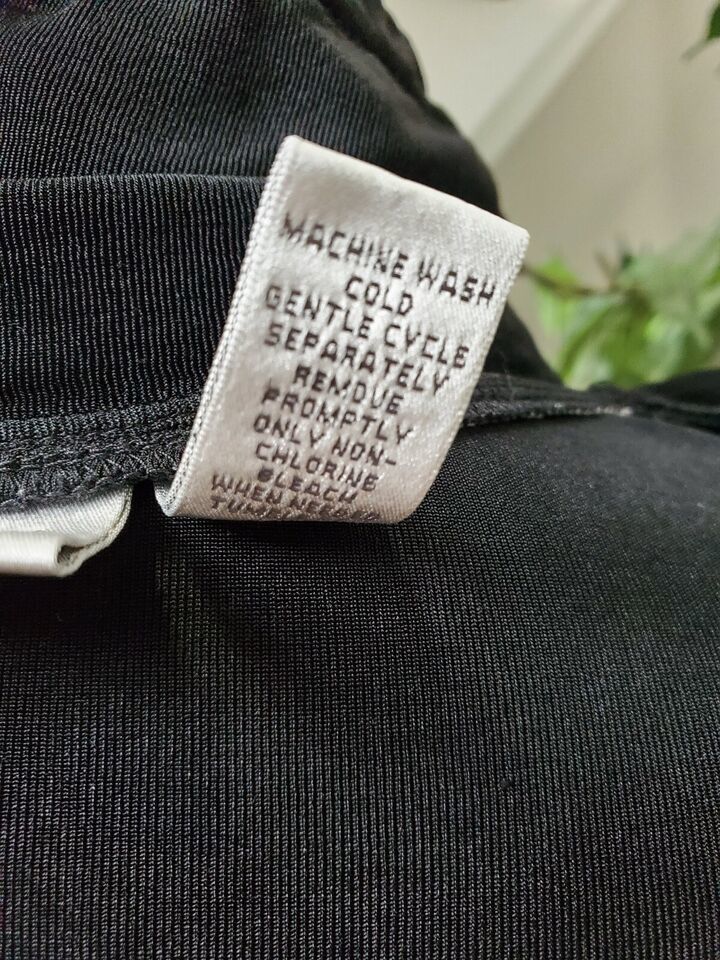 MACHINE WASH
COLD
GENTLE CYCLE
SEPARATELY
REMOVE
PROMPTLY
ONLY NON-
CHLORINE
BLEACH
WHEN NEEDED